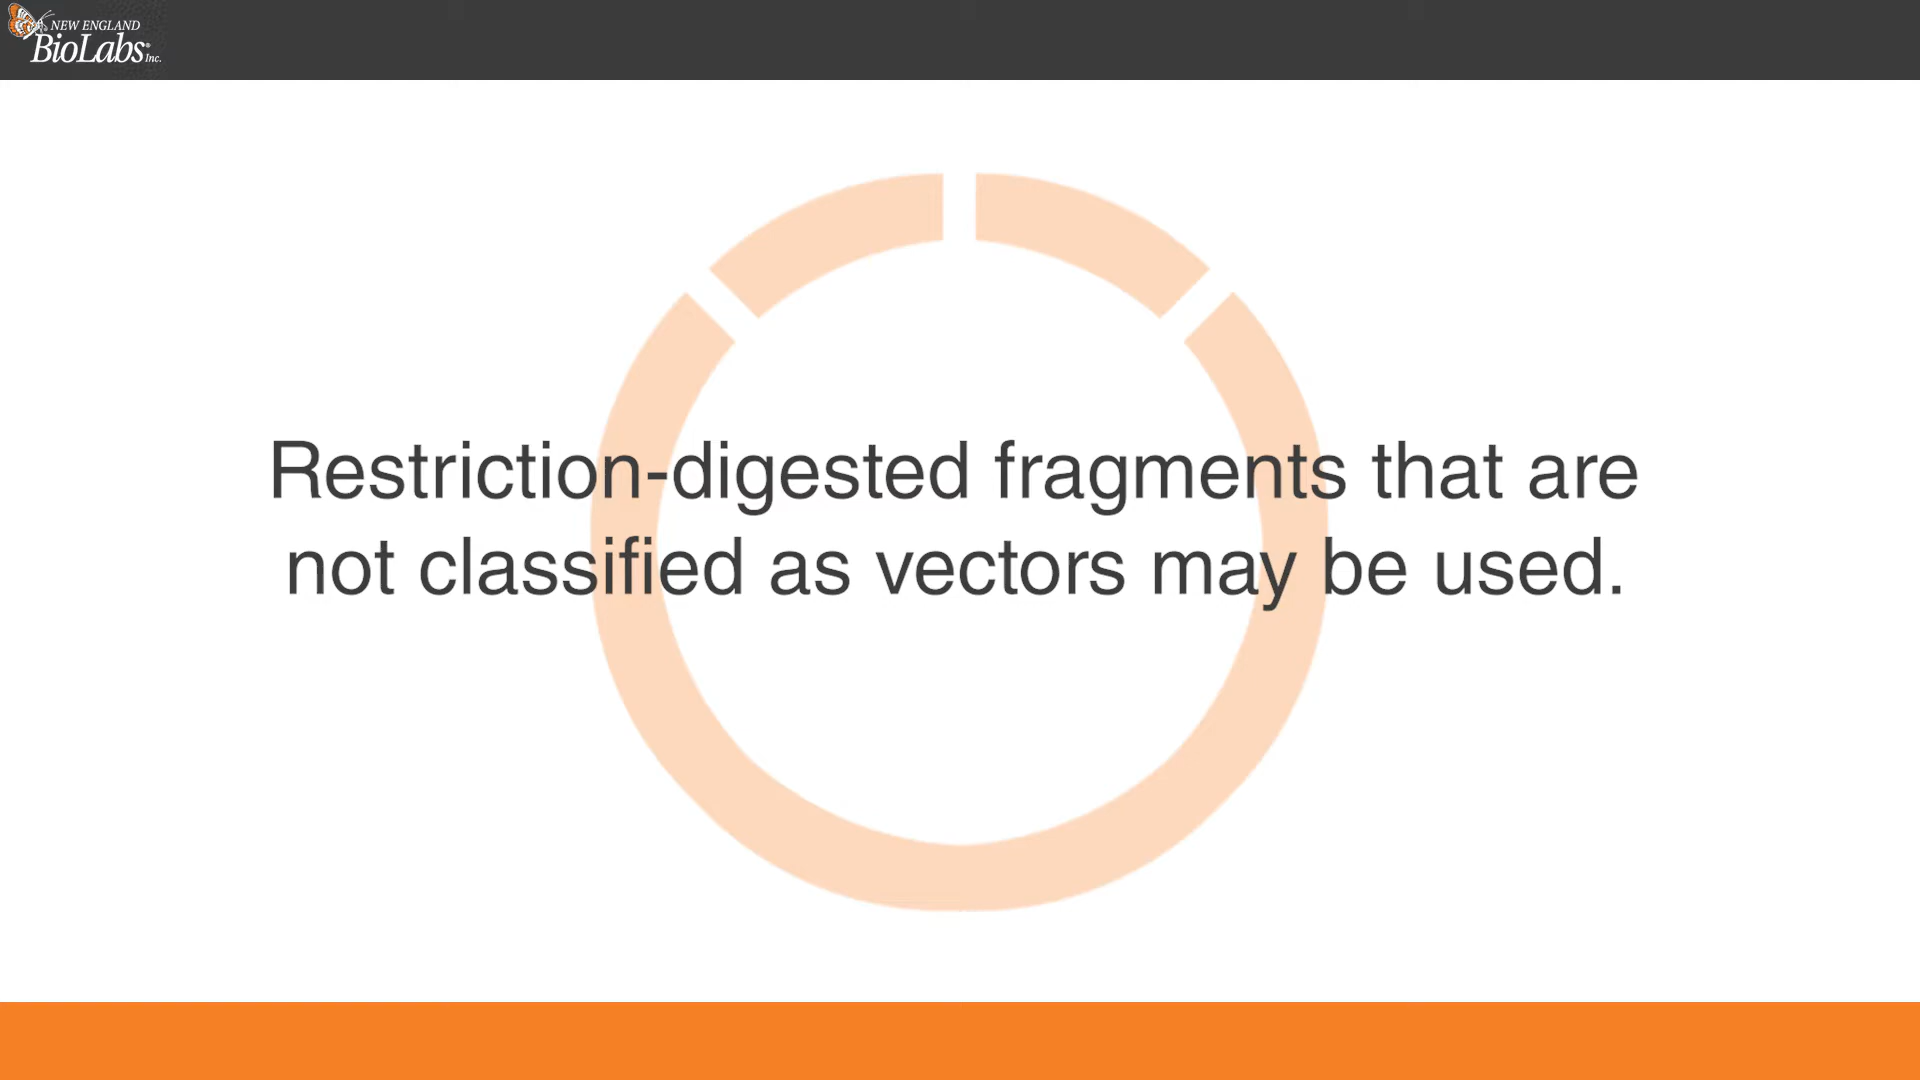 NEW ENGLAND
BioLabs® Inc.
Restriction-digested fragments that are
not classified as vectors may be used.